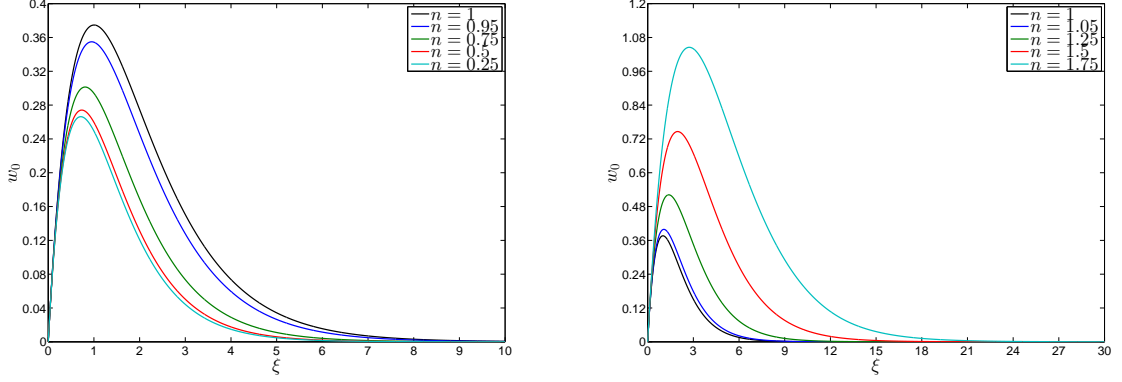 0.4
0.36
0.32
0.28
0.24
0.2
0.16
0.12
0.08
0.04
0
w₀
0 1 2 3 4 5 6 7 8 9 10
ξ
n = 1
n = 0.95
n = 0.75
n = 0.5
n = 0.25
1.2
1.08
0.96
0.84
0.72
0.6
0.48
0.36
0.24
0.12
0
w₀
0 3 6 9 12 15 18 21 24 27 30
ξ
n = 1
n = 1.05
n = 1.25
n = 1.5
n = 1.75